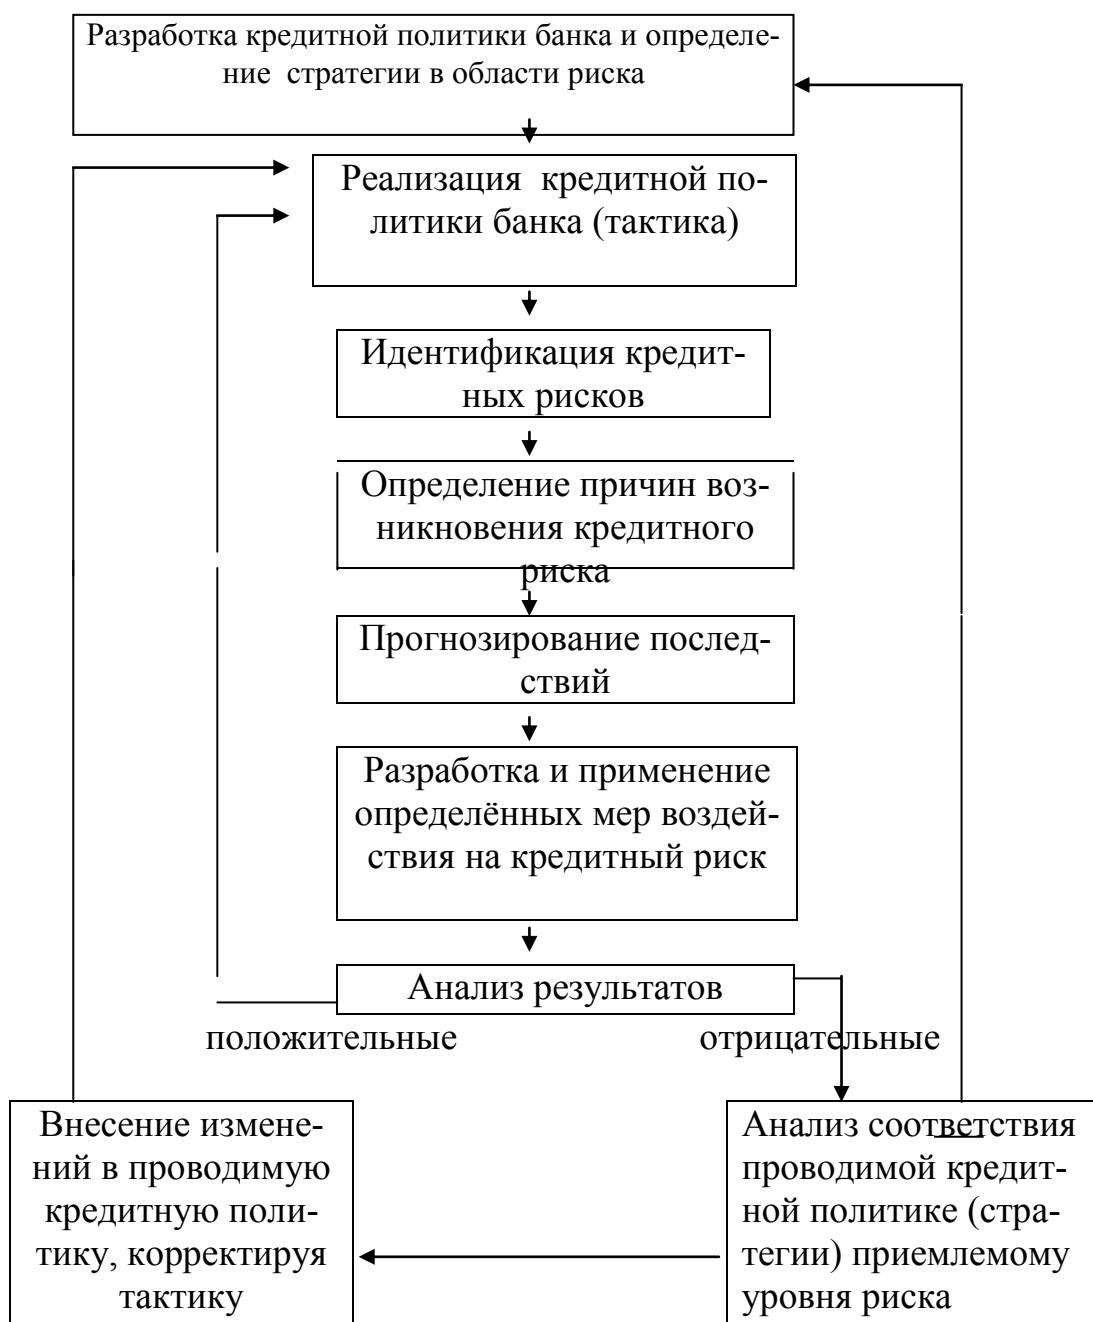 Разработка кредитной политики банка и определе-
ние стратегии в области риска
Реализация кредитной по-
литики банка (тактика)
Идентификация кредит-
ных рисков
Определение причин воз-
никновения кредитного
риска
Прогнозирование послед-
ствий
Разработка и применение
определённых мер воздей-
ствия на кредитный риск
Анализ результатов
положительные
отрицательные
Внесение измене-
ний в проводимую
кредитную поли-
тику, корректируя
тактику
Анализ соответствия
проводимой кредит-
ной политике (стра-
тегии) приемлемому
уровня риска